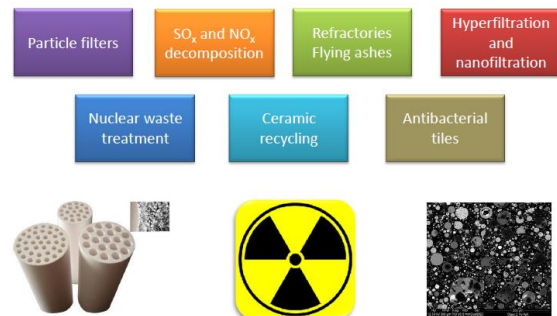 Particle filters
SOx and NOx
decomposition
Refractories
Flying ashes
Hyperfiltration
and
nanofiltration
Nuclear waste
treatment
Ceramic
recycling
Antibacterial
tiles